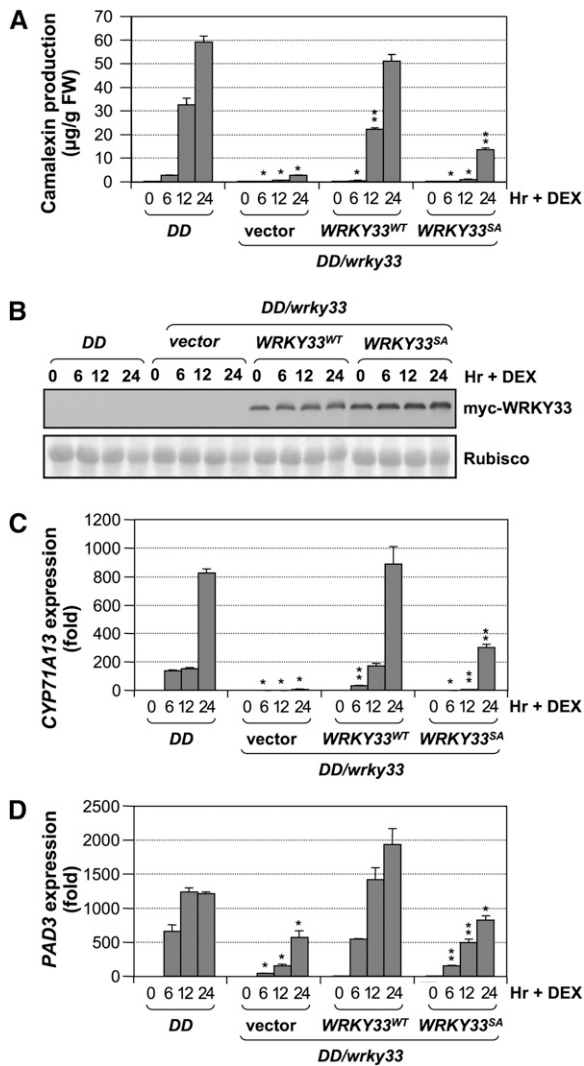 A
Camalexin production
(µg/g FW)
70
60
50
40
30
20
10
0
* * *
* ** 
* * **
0 6 12 24 0 6 12 24 0 6 12 24 0 6 12 24 Hr + DEX
DD vector WRKY33WT WRKY33SA
DD/wrky33
B
DD/wrky33
DD vector WRKY33WT WRKY33SA
0 6 12 24 0 6 12 24 0 6 12 24 0 6 12 24 Hr + DEX
myc-WRKY33
Rubisco
C
CYP71A13 expression
(fold)
1200
1000
800
600
400
200
0
* * *
**
* ** **
0 6 12 24 0 6 12 24 0 6 12 24 0 6 12 24 Hr + DEX
DD vector WRKY33WT WRKY33SA
DD/wrky33
D
PAD3 expression
(fold)
2500
2000
1500
1000
500
0
* * *
** ** *
0 6 12 24 0 6 12 24 0 6 12 24 0 6 12 24 Hr + DEX
DD vector WRKY33WT WRKY33SA
DD/wrky33